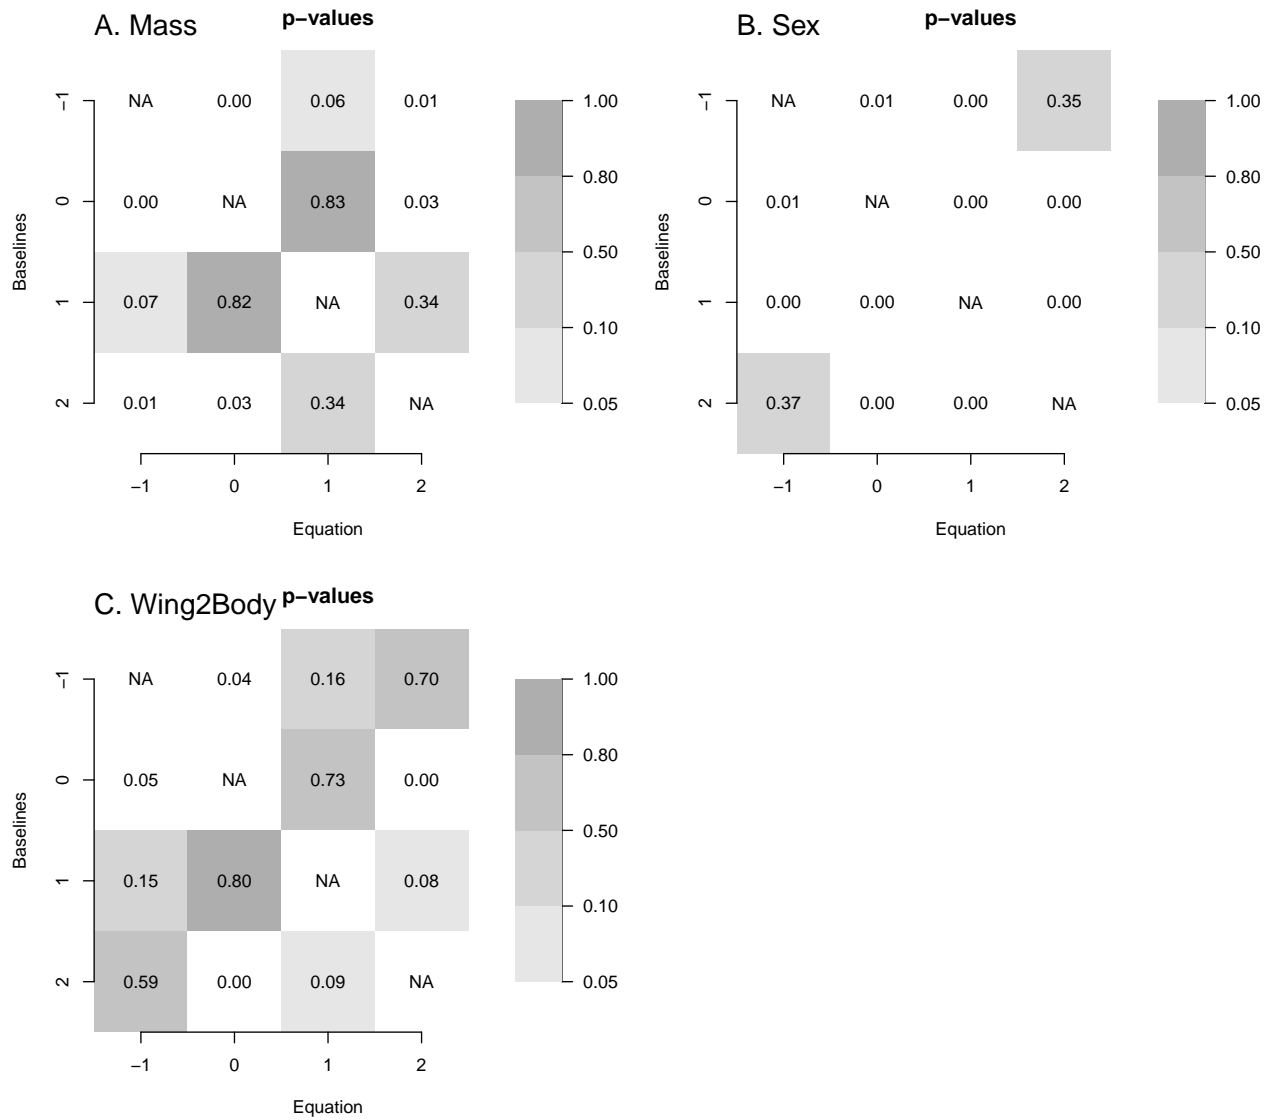 A. Mass
p−values
−1 NA 0.00 0.06 0.01
0 0.00 NA 0.83 0.03
1 0.07 0.82 NA 0.34
2 0.01 0.03 0.34 NA
Baselines
−1 0 1 2
Equation
1.00
0.80
0.50
0.10
0.05
B. Sex
p−values
−1 NA 0.01 0.00 0.35
0 0.01 NA 0.00 0.00
1 0.00 0.00 NA 0.00
2 0.37 0.00 0.00 NA
Baselines
−1 0 1 2
Equation
1.00
0.80
0.50
0.10
0.05
C. Wing2Body
p−values
−1 NA 0.04 0.16 0.70
0 0.05 NA 0.73 0.00
1 0.15 0.80 NA 0.08
2 0.59 0.00 0.09 NA
Baselines
−1 0 1 2
Equation
1.00
0.80
0.50
0.10
0.05